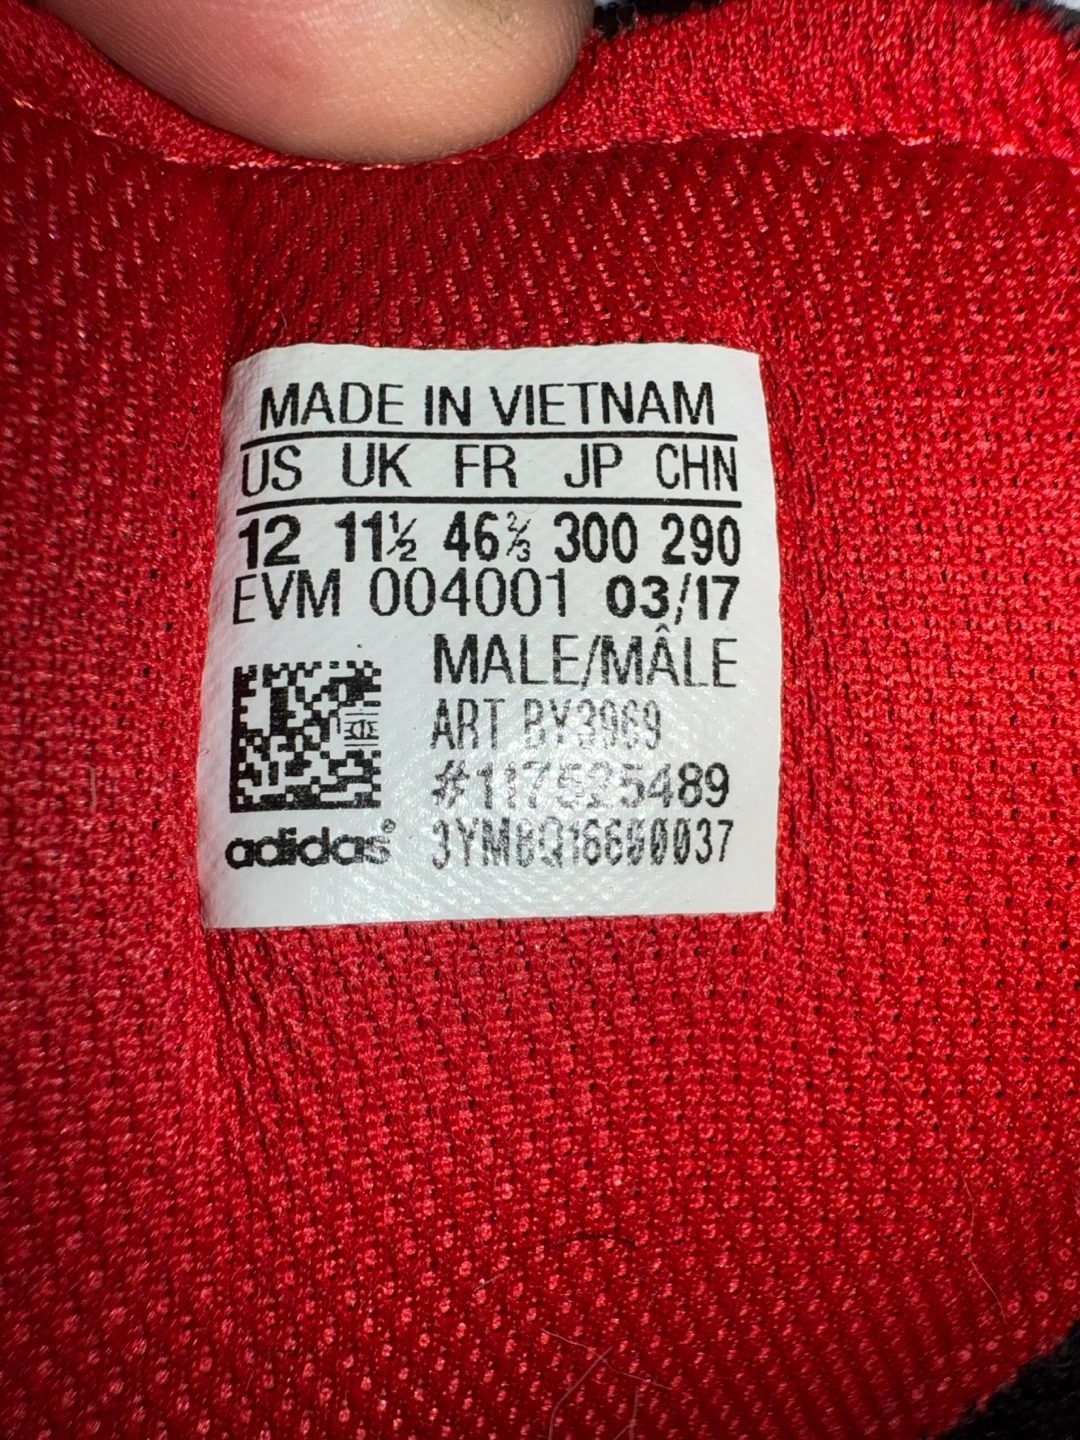 MADE IN VIETNAM
US UK FR JP CHN
12 11½ 46⅔ 300 290
EVM 004001 03/17
MALE/MÂLE
ART BY3969
#117525489
adidas® 3YM8Q16600037